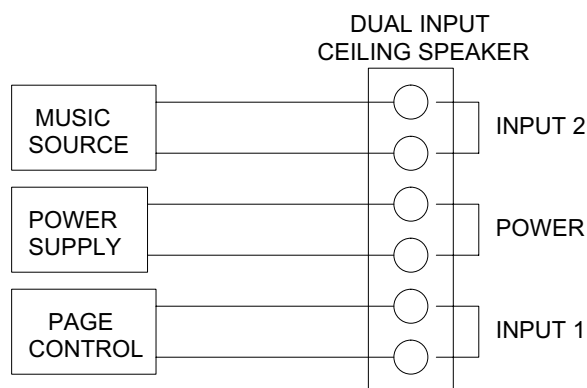 DUAL INPUT
CEILING SPEAKER
MUSIC
SOURCE
INPUT 2
POWER
SUPPLY
POWER
PAGE
CONTROL
INPUT 1